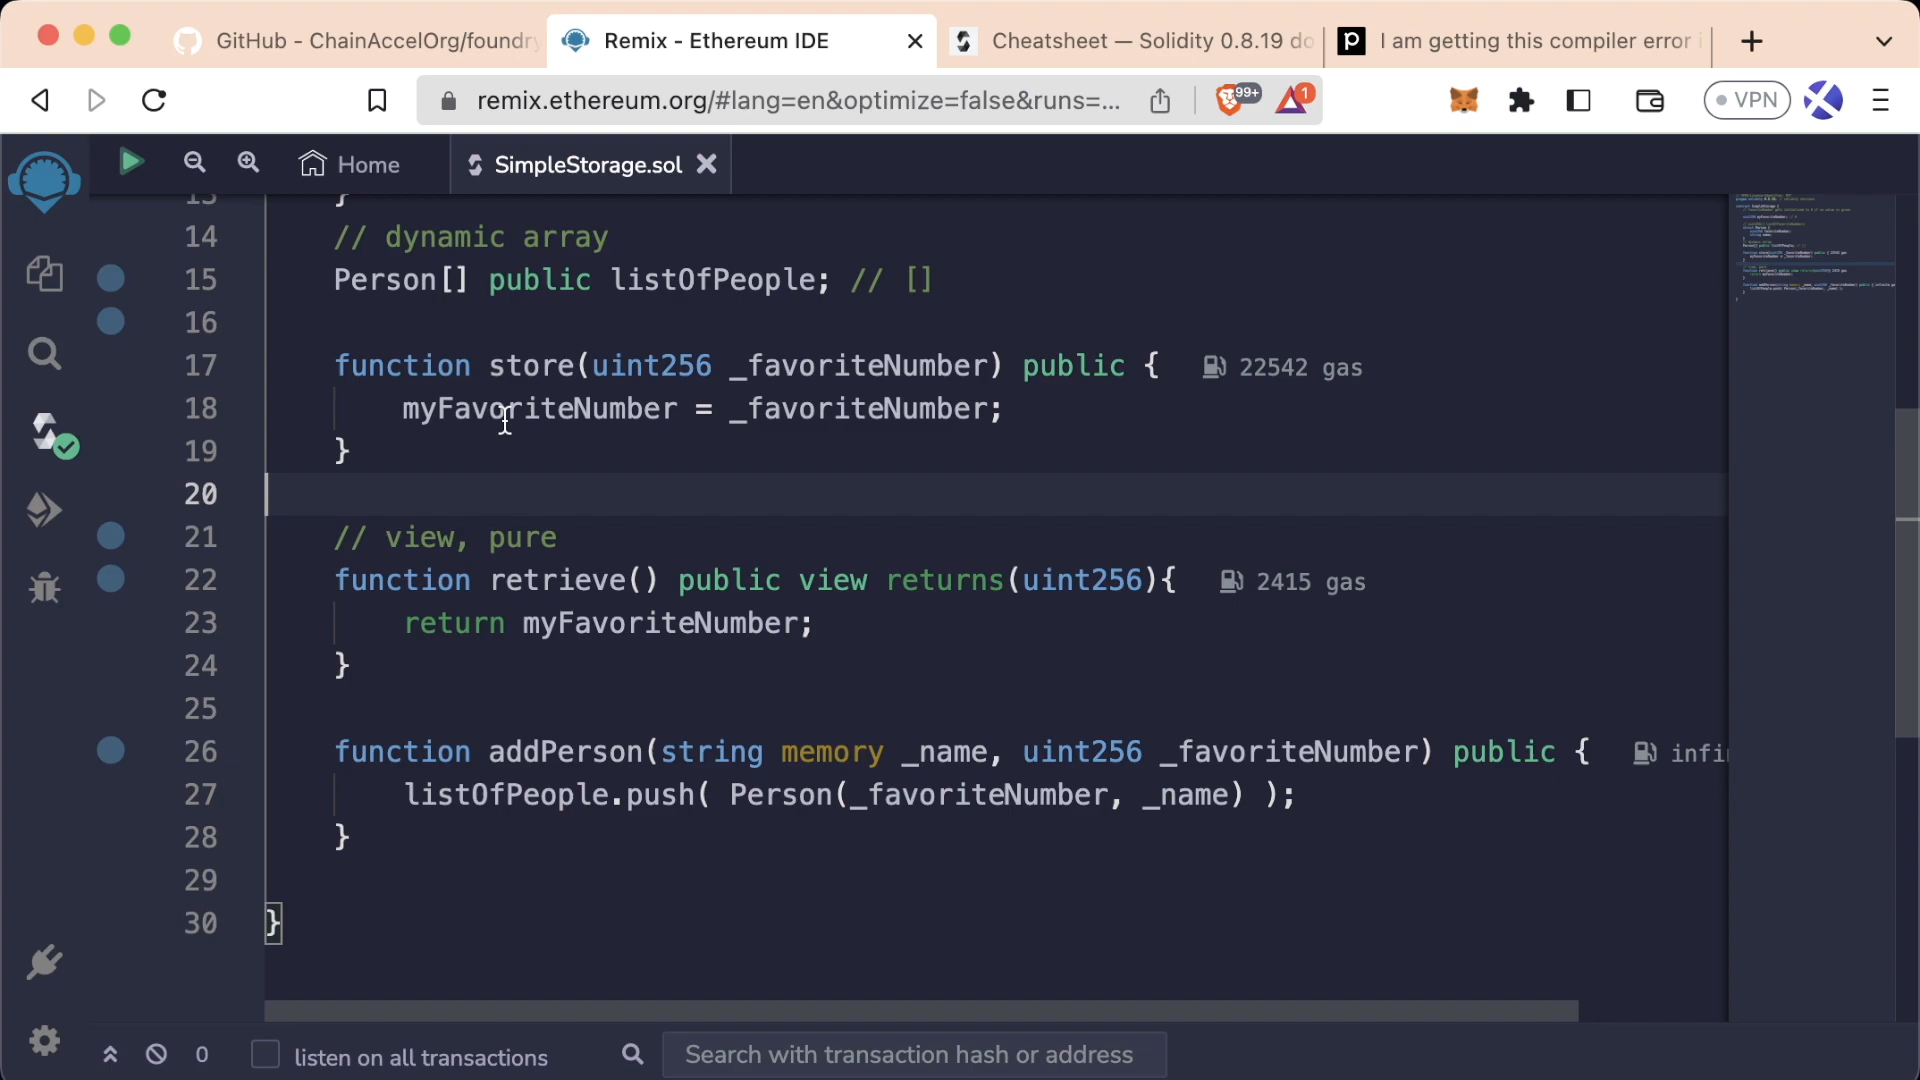 GitHub - ChainAccelOrg/foundry
Remix - Ethereum IDE
Cheatsheet — Solidity 0.8.19 do
I am getting this compiler error i
remix.ethereum.org/#lang=en&optimize=false&runs=...
99+
1
VPN
Home
SimpleStorage.sol
13 }
14 // dynamic array
15 Person[] public listOfPeople; // []
16
17 function store(uint256 _favoriteNumber) public { 22542 gas
18 myFavoriteNumber = _favoriteNumber;
19 }
20
21 // view, pure
22 function retrieve() public view returns(uint256){ 2415 gas
23 return myFavoriteNumber;
24 }
25
26 function addPerson(string memory _name, uint256 _favoriteNumber) public { infin
27 listOfPeople.push( Person(_favoriteNumber, _name) );
28 }
29
30 }
0
listen on all transactions
Search with transaction hash or address